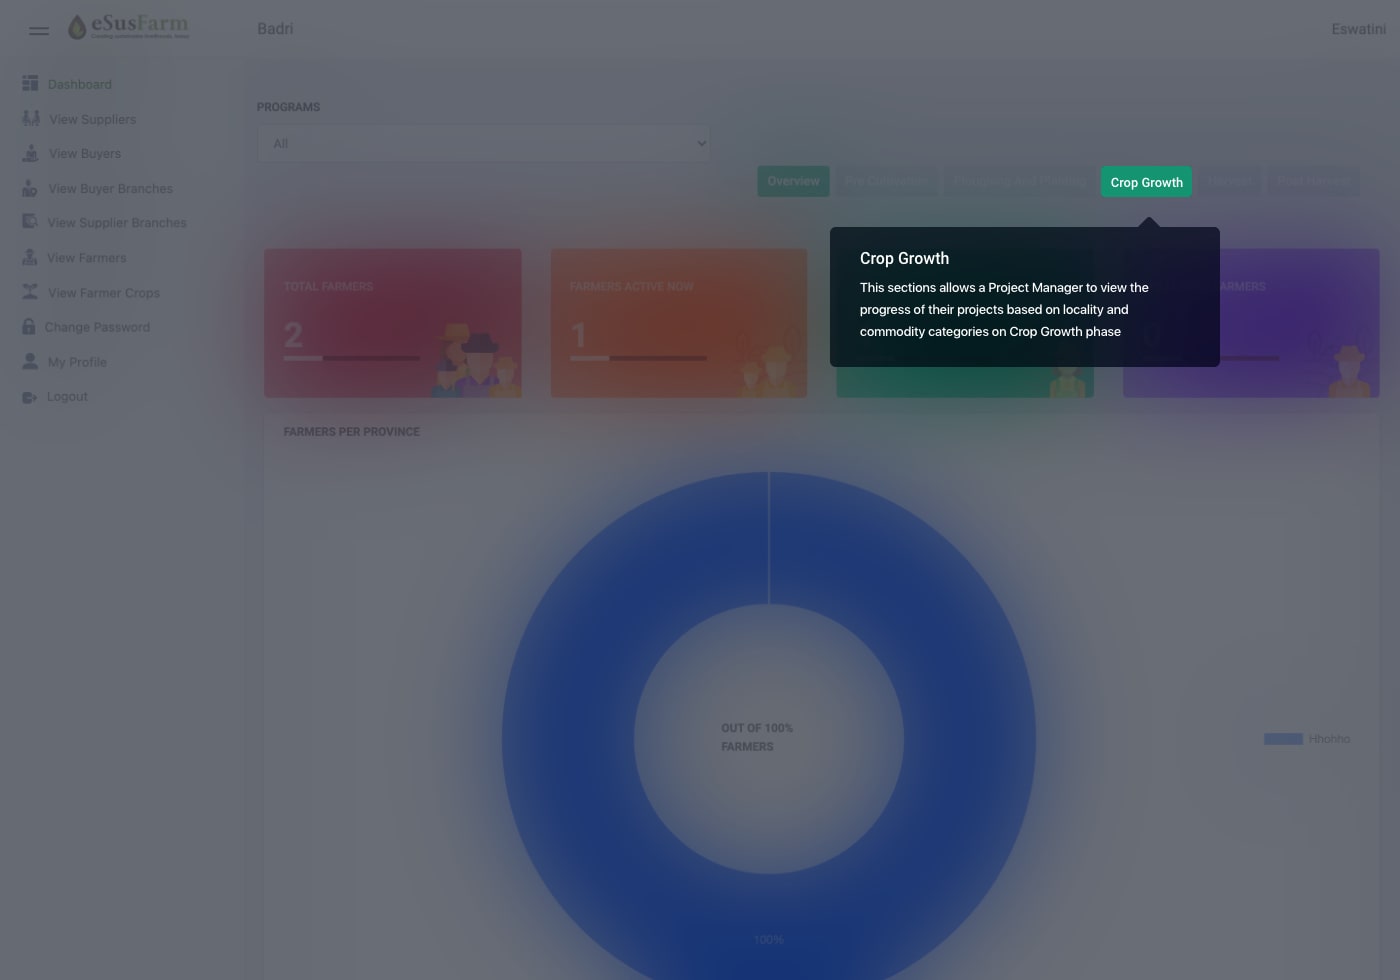 eSusFarm
Badri
Eswatini
Dashboard
View Suppliers
View Buyers
View Buyer Branches
View Supplier Branches
View Farmers
View Farmer Crops
Change Password
My Profile
Logout
PROGRAMS
All
Overview
Pre Cultivation
Ploughing And Planting
Crop Growth
Harvest
Post Harvest
TOTAL FARMERS
2
FARMERS ACTIVE NOW
1
Crop Growth
This sections allows a Project Manager to view the
progress of their projects based on locality and
commodity categories on Crop Growth phase
FARMERS
FARMERS PER PROVINCE
OUT OF 100%
FARMERS
Hhohho
100%